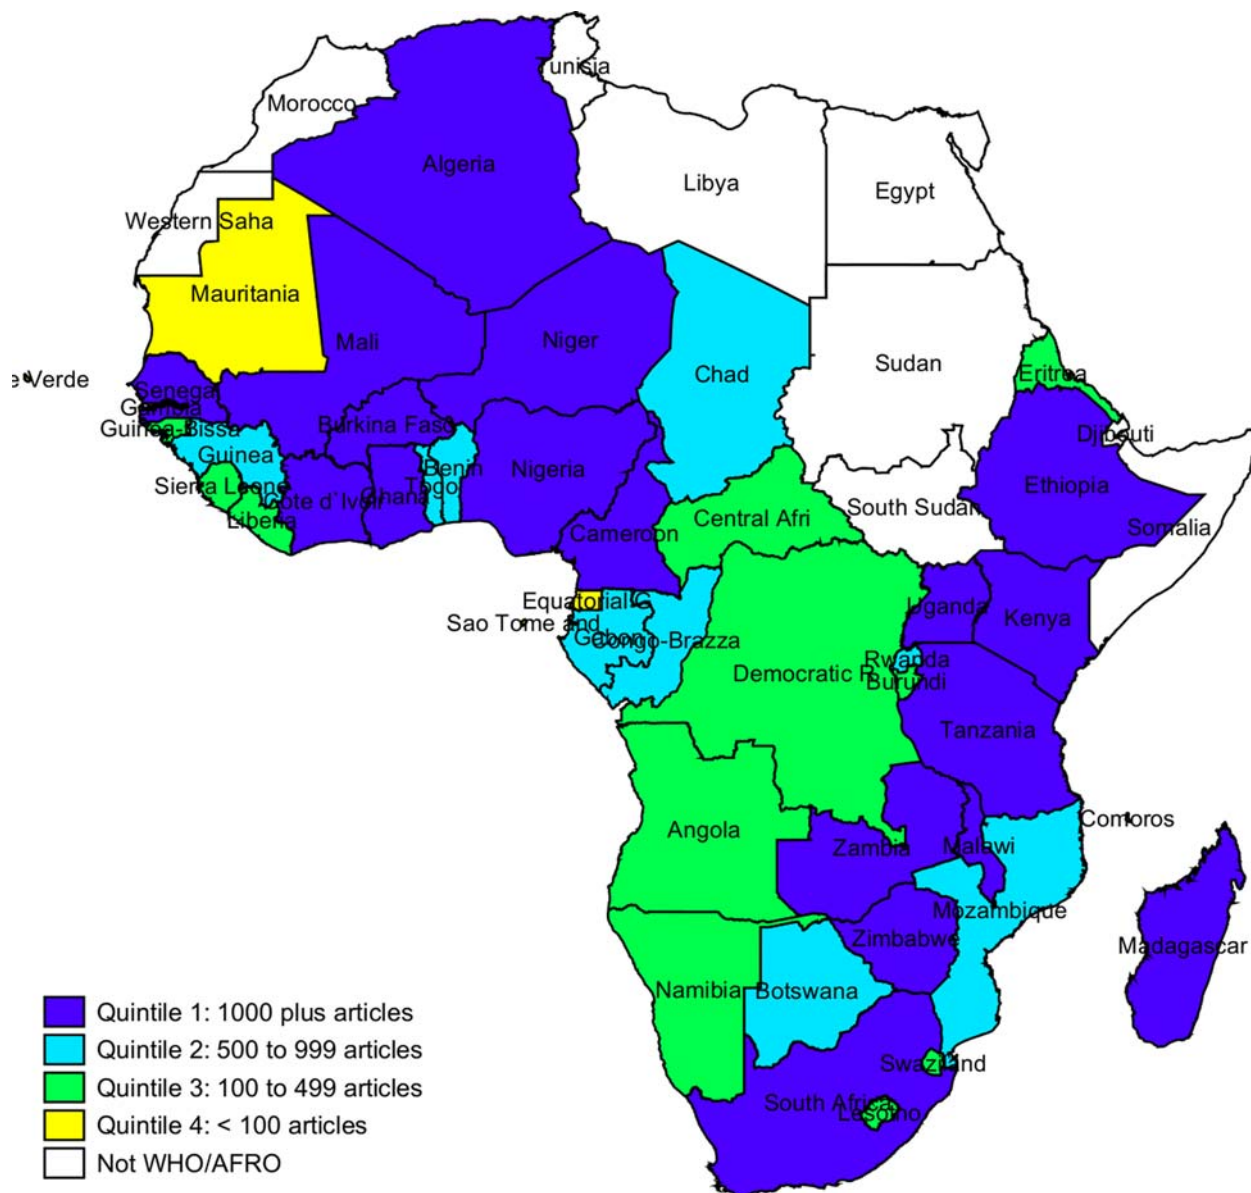 Tunisia
Morocco
Algeria
Libya
Egypt
Western Saha
Mauritania
Mali
Niger
Chad
Sudan
Eritrea
e Verde
Senegal
Gambia
Guinea-Bissa
Guinea
Burkina Faso
Nigeria
Benin
Togo
Ghana
Cote d`Ivoir
Sierra Leone
Liberia
Djibouti
Ethiopia
Somalia
South Sudan
Central Afri
Cameroon
Equatorial G
Sao Tome and
Gabon
Congo-Brazza
Uganda
Kenya
Rwanda
Burundi
Democratic R
Tanzania
Comoros
Angola
Zambia
Malawi
Mozambique
Zimbabwe
Madagascar
Namibia
Botswana
Swaziland
South Africa
Lesotho
Quintile 1: 1000 plus articles
Quintile 2: 500 to 999 articles
Quintile 3: 100 to 499 articles
Quintile 4: < 100 articles
Not WHO/AFRO